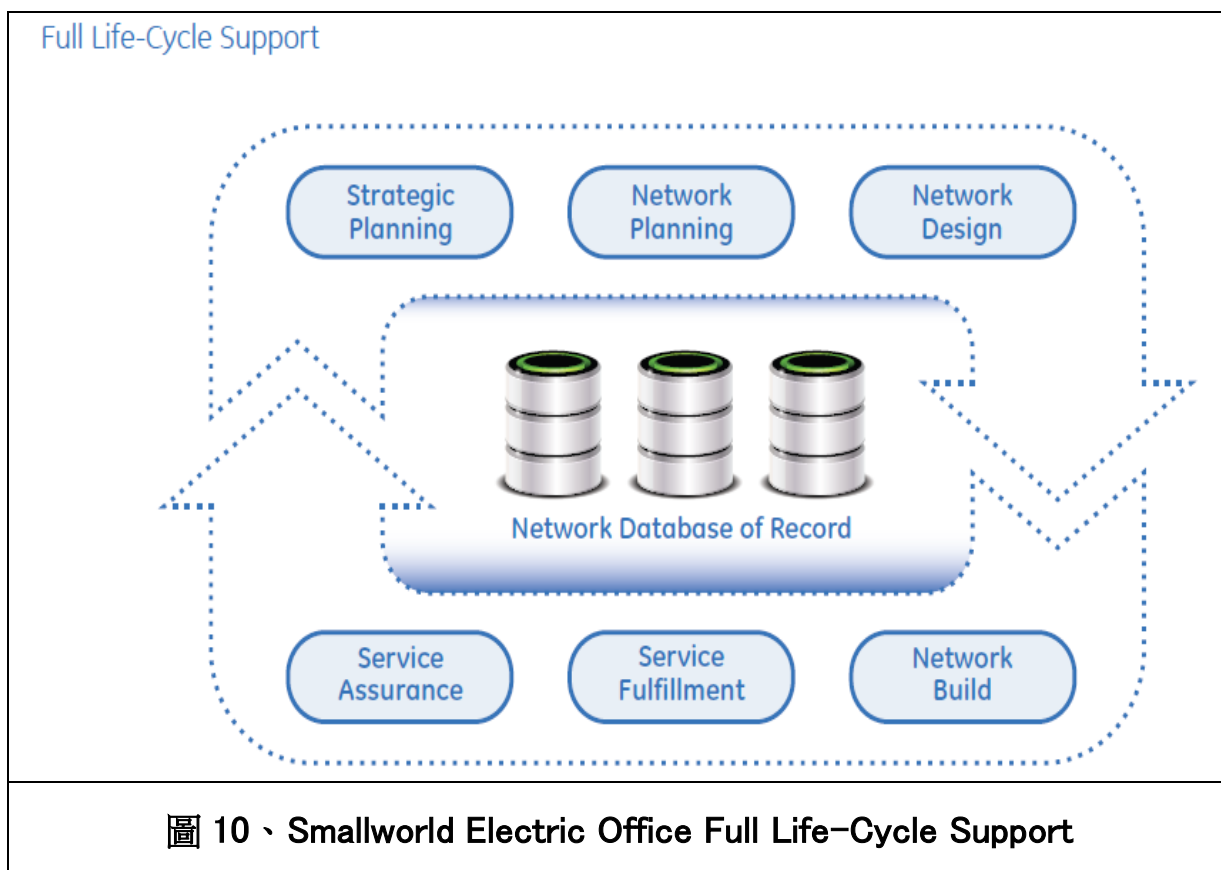 Full Life-Cycle Support
Strategic
Planning
Network
Planning
Network
Design
Network Database of Record
Service
Assurance
Service
Fulfillment
Network
Build
圖 10、Smallworld Electric Office Full Life-Cycle Support